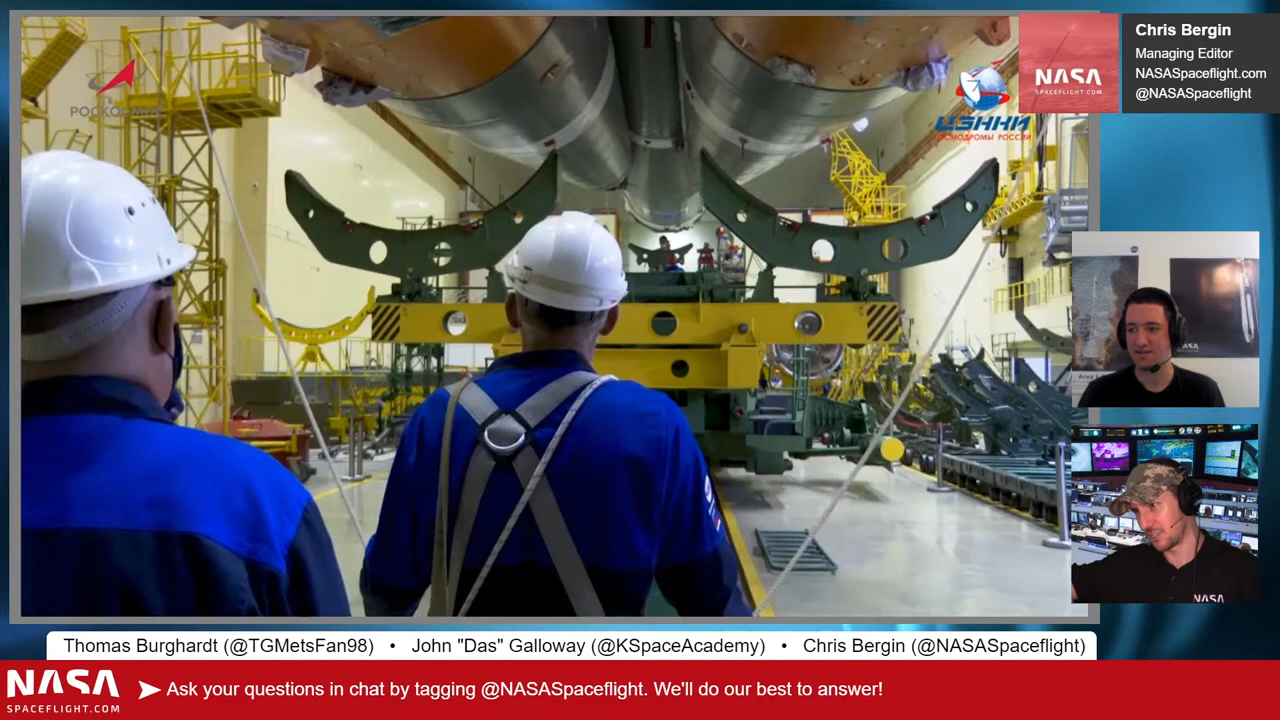 Chris Bergin
Managing Editor
NASASpaceflight.com
@NASASpaceflight
NASA
SPACEFLIGHT.COM
ЦЭНКИ
КОСМОДРОМЫ РОССИИ
NASA
Thomas Burghardt (@TGMetsFan98) • John "Das" Galloway (@KSpaceAcademy) • Chris Bergin (@NASASpaceflight)
NASA
SPACEFLIGHT.COM
Ask your questions in chat by tagging @NASASpaceflight. We'll do our best to answer!